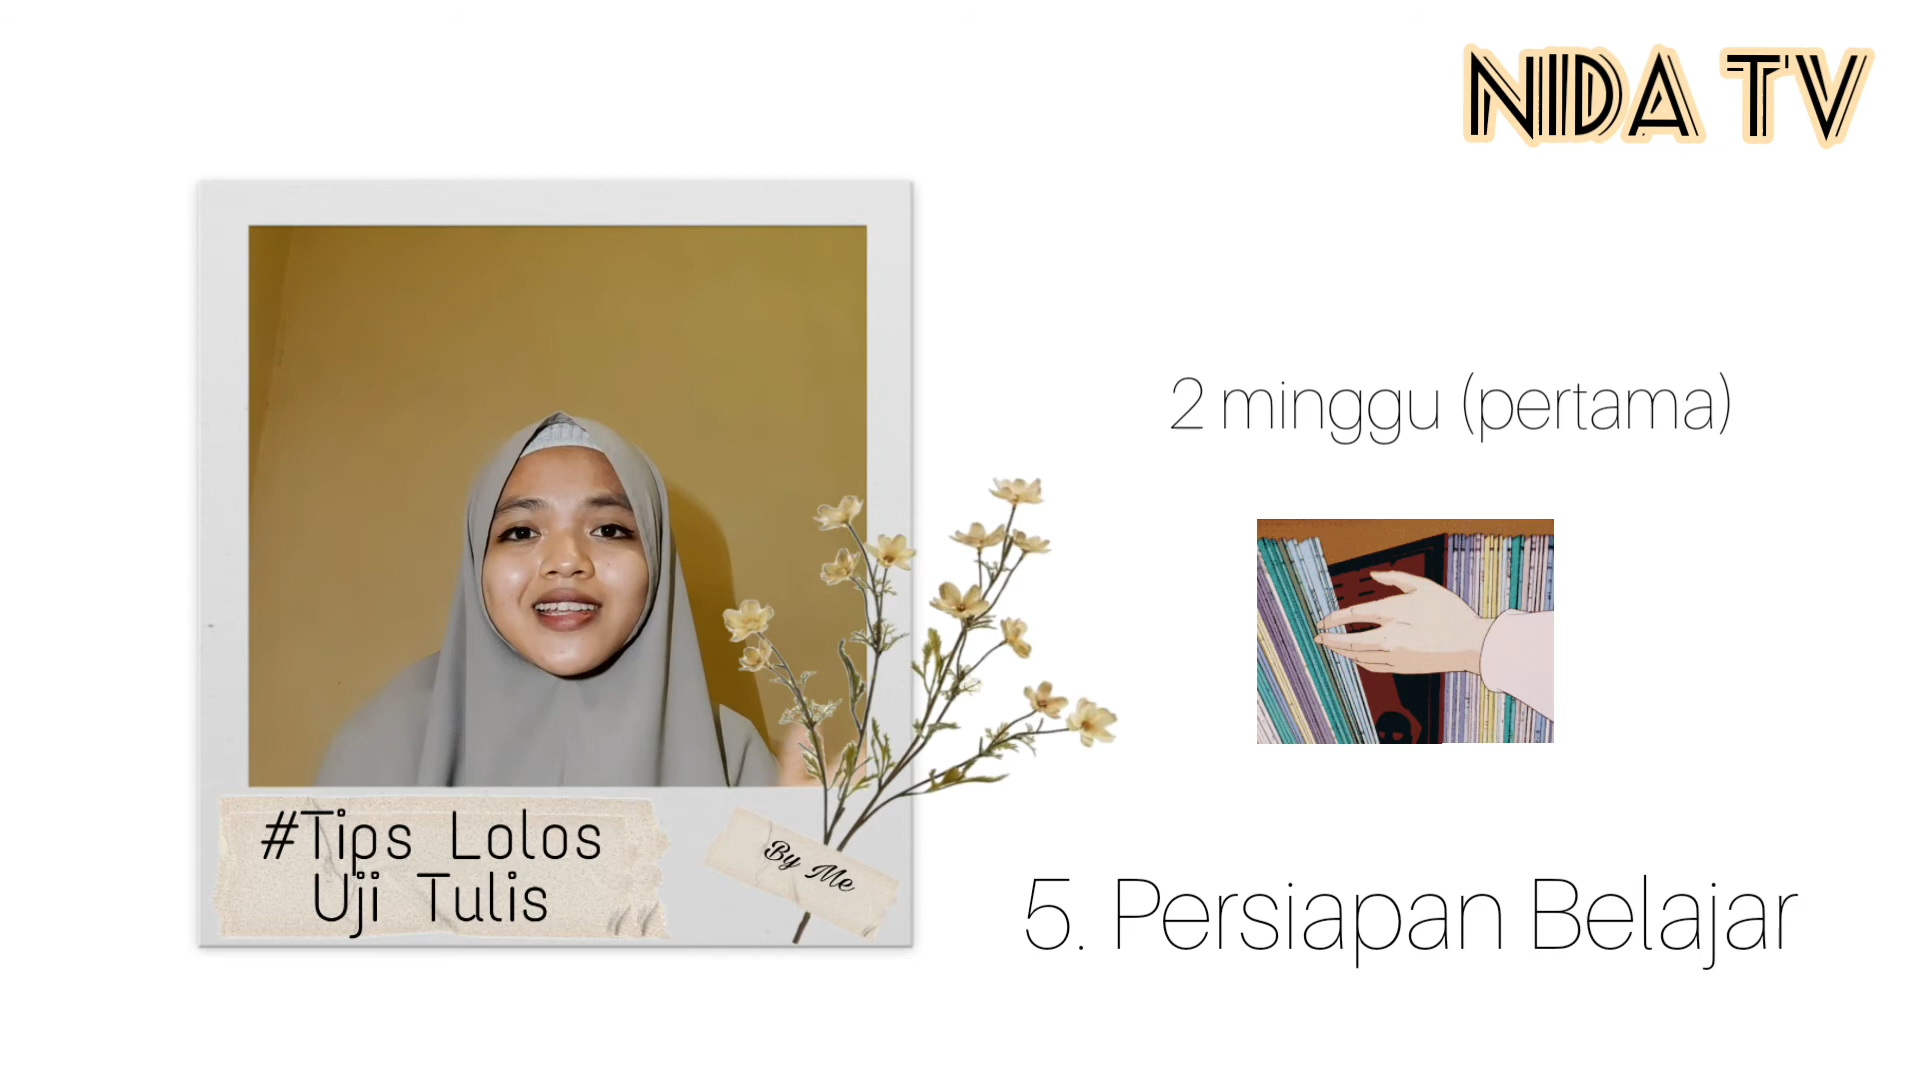 NIDA TV
2 minggu (pertama)
#Tips Lolos
Uji Tulis
By Me
5. Persiapan Belajar